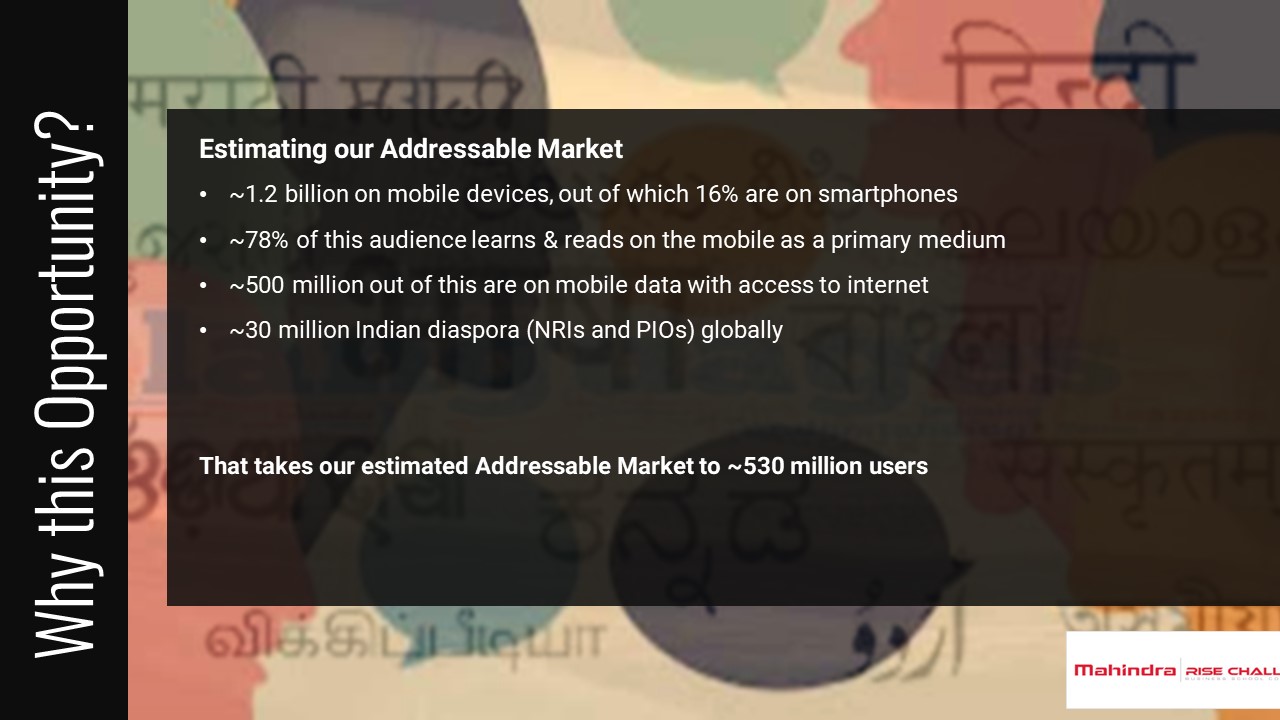 Why this Opportunity?
मराठी
हिन्दी
Estimating our Addressable Market
• ~1.2 billion on mobile devices, out of which 16% are on smartphones
• ~78% of this audience learns & reads on the mobile as a primary medium
• ~500 million out of this are on mobile data with access to internet
• ~30 million Indian diaspora (NRIs and PIOs) globally
বাংলা
That takes our estimated Addressable Market to ~530 million users
संस्कृतम्
ಕನ್ನಡ
விக்கிப்பீடியா
اردو
Mahindra RISE CHALL